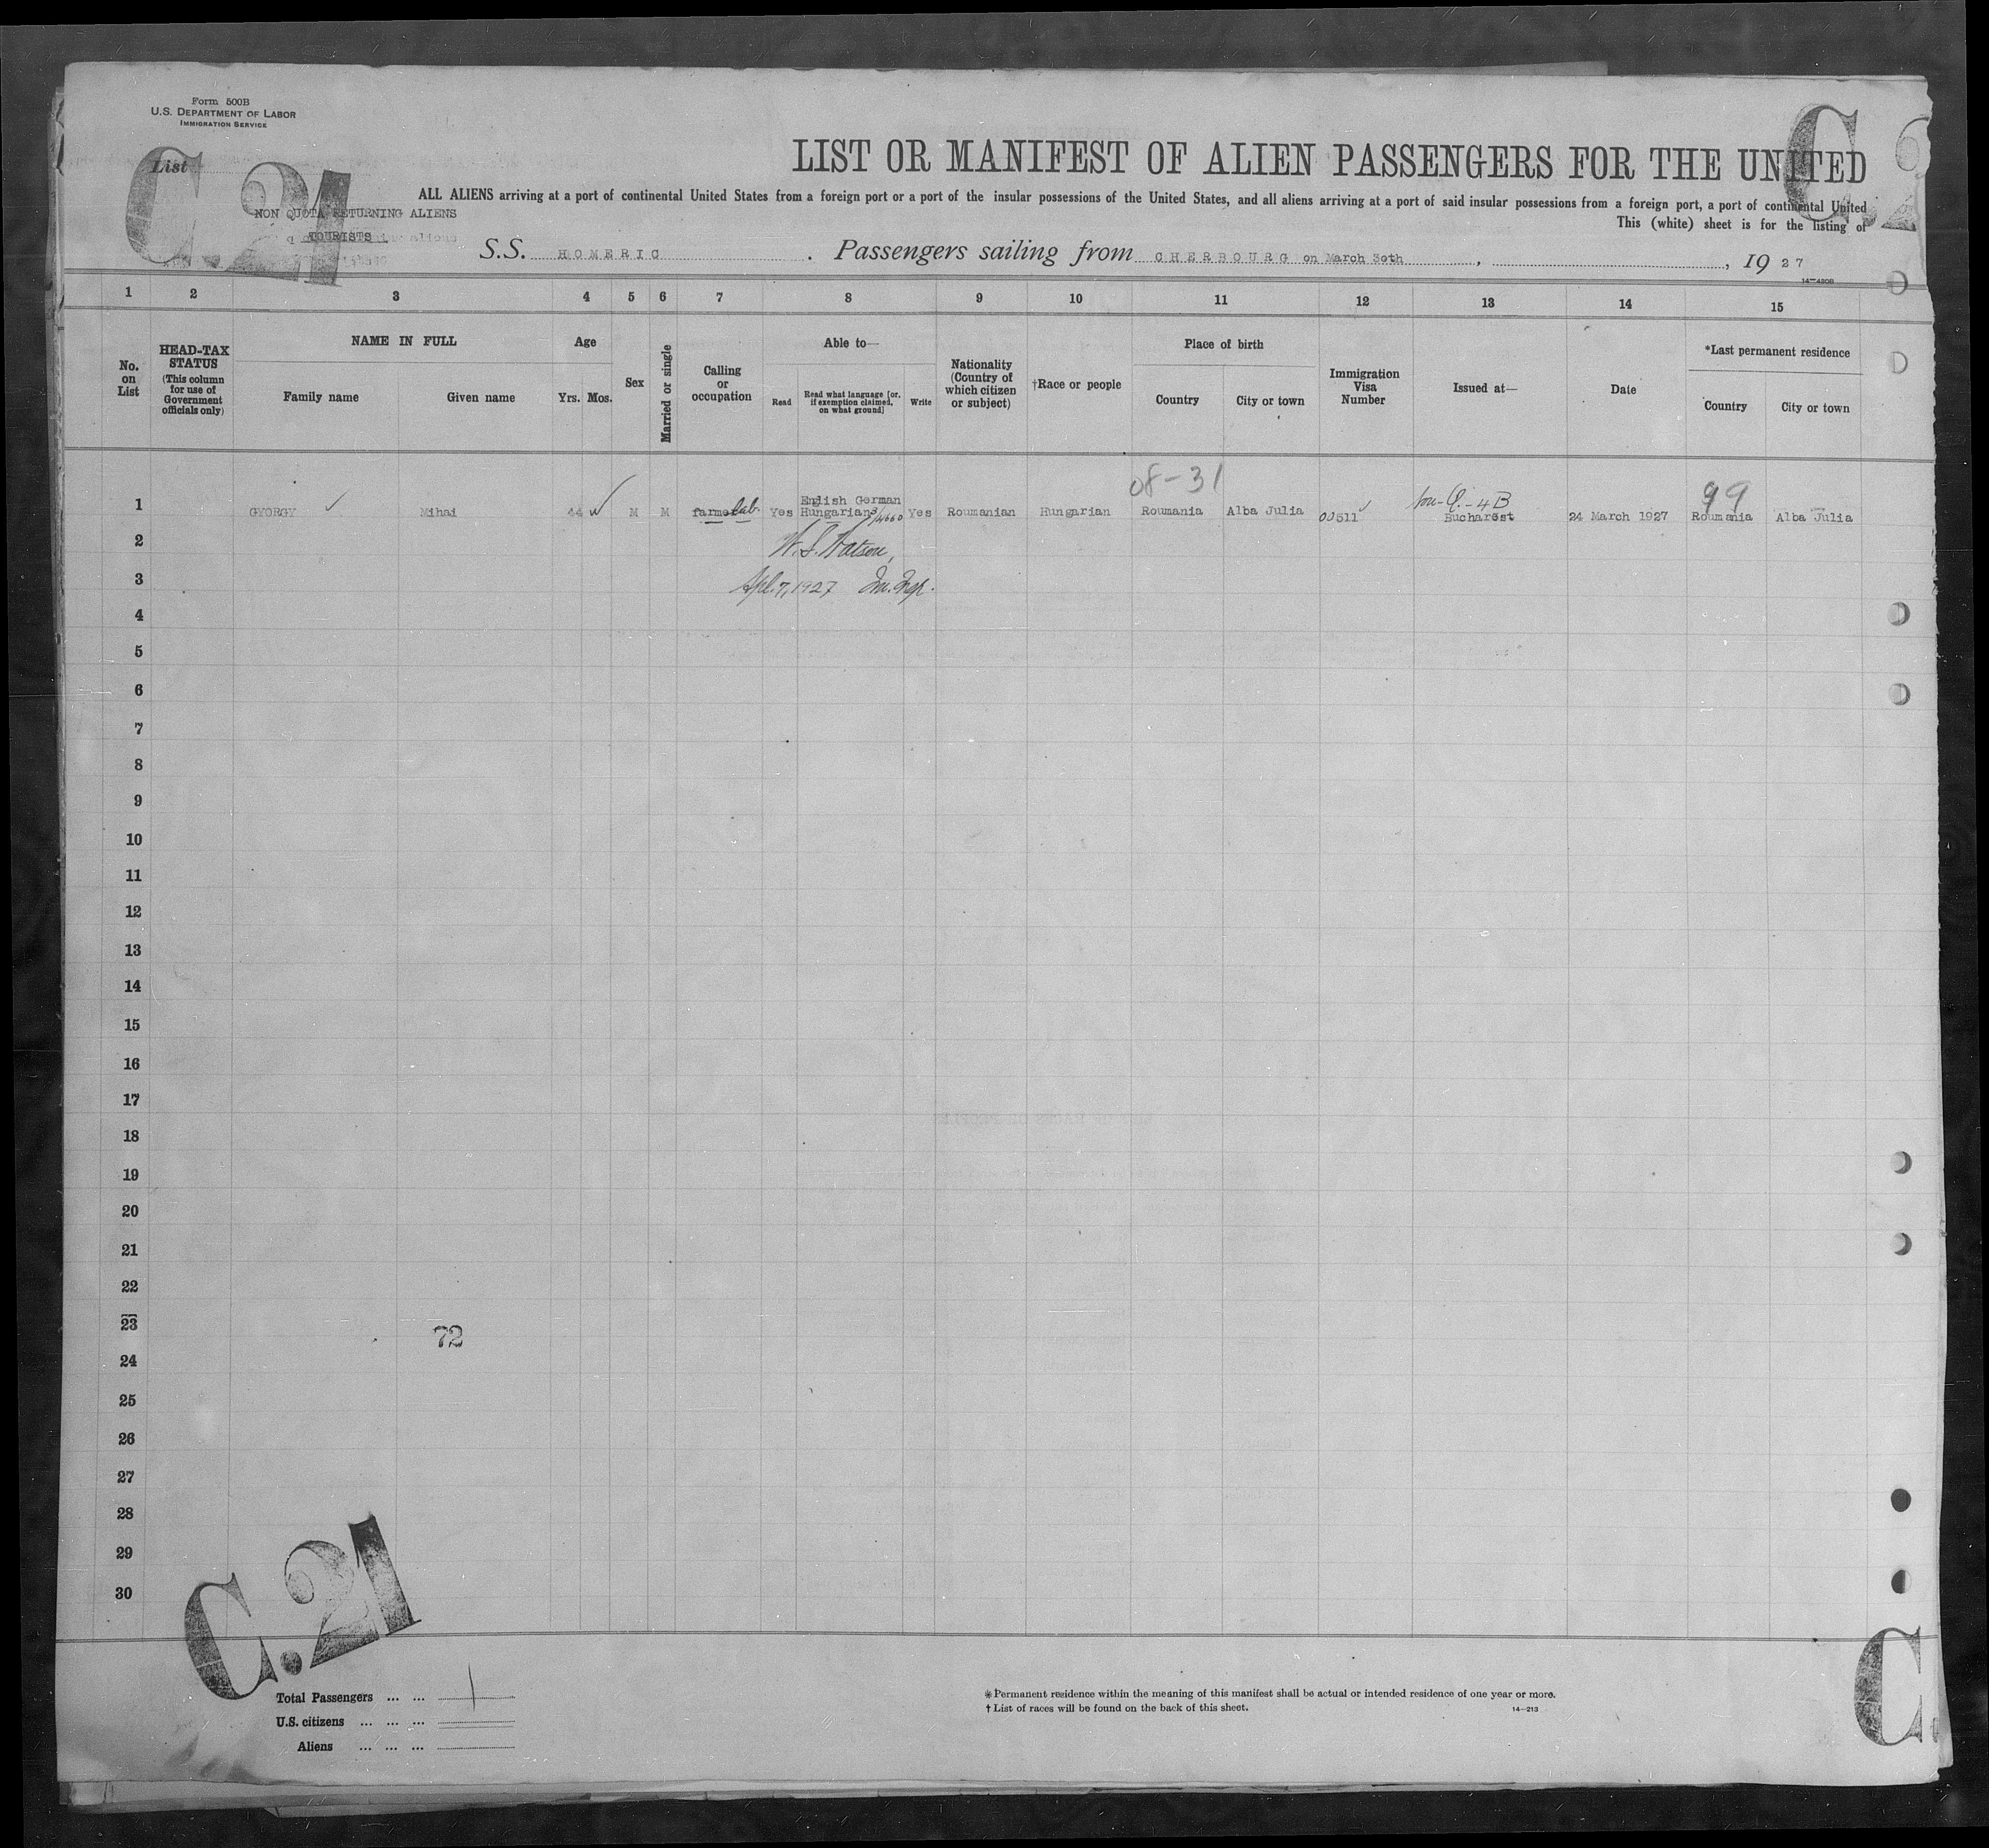 Form 500B
U.S. DEPARTMENT OF LABOR
IMMIGRATION SERVICE
List
C.21
C.2
LIST OR MANIFEST OF ALIEN PASSENGERS FOR THE UNITED
ALL ALIENS arriving at a port of continental United States from a foreign port or a port of the insular possessions of the United States, and all aliens arriving at a port of said insular possessions from a foreign port, a port of continental United
NON QUOTA RETURNING ALIENS
This (white) sheet is for the listing of
TOURISTS
S.S. HOMERIC . Passengers sailing from CHERBOURG on March 30th , , 19 27
14—420B
1 2 3 4 5 6 7 8 9 10 11 12 13 14 15
No. on List
HEAD-TAX STATUS
(This column for use of Government officials only)
NAME IN FULL
Family name Given name
Age
Yrs. Mos.
Sex
Married or single
Calling or occupation
Able to—
Read
Read what language [or, if exemption claimed, on what ground]
Write
Nationality (Country of which citizen or subject)
†Race or people
Place of birth
Country City or town
Immigration Visa Number
Issued at—
Date
*Last permanent residence
Country City or town
08-31 99
English German Non-Q.-4B
1 GYORGY Mihai 44 M M farme lab. Yes Hungarian Yes Roumanian Hungarian Roumania Alba Julia 00511 Bucharest 24 March 1927 Roumania Alba Julia
2 W. S. Watson,
3 Apl. 7, 1927 Im. Insp.
4
5
6
7
8
9
10
11
12
13
14
15
16
17
18
19
20
21
22
23
72
24
25
26
27
28
29
30
C.21
C
Total Passengers ... ... 1
U.S. citizens ... ... ...
Aliens ... ... ...
* Permanent residence within the meaning of this manifest shall be actual or intended residence of one year or more.
† List of races will be found on the back of this sheet.
14—213